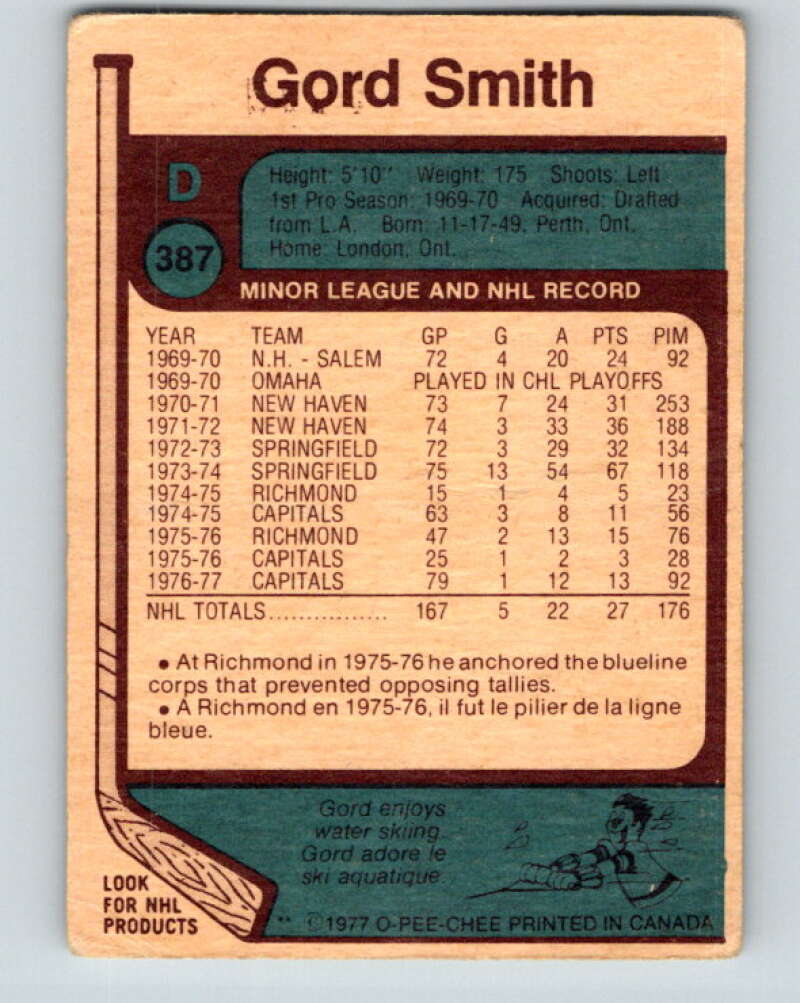 Gord Smith
D
387
Height: 5'10'' Weight: 175 Shoots: Left
1st Pro Season: 1969-70 Acquired: Drafted
from L.A. Born: 11-17-49, Perth, Ont.
Home: London, Ont.
MINOR LEAGUE AND NHL RECORD
YEAR TEAM GP G A PTS PIM
1969-70 N.H. - SALEM 72 4 20 24 92
1969-70 OMAHA PLAYED IN CHL PLAYOFFS
1970-71 NEW HAVEN 73 7 24 31 253
1971-72 NEW HAVEN 74 3 33 36 188
1972-73 SPRINGFIELD 72 3 29 32 134
1973-74 SPRINGFIELD 75 13 54 67 118
1974-75 RICHMOND 15 1 4 5 23
1974-75 CAPITALS 63 3 8 11 56
1975-76 RICHMOND 47 2 13 15 76
1975-76 CAPITALS 25 1 2 3 28
1976-77 CAPITALS 79 1 12 13 92
NHL TOTALS................ 167 5 22 27 176
• At Richmond in 1975-76 he anchored the blueline
corps that prevented opposing tallies.
• A Richmond en 1975-76, il fut le pilier de la ligne
bleue.
Gord enjoys
water skiing.
Gord adore le
ski aquatique.
LOOK
FOR NHL
PRODUCTS
** ©1977 O-PEE-CHEE PRINTED IN CANADA